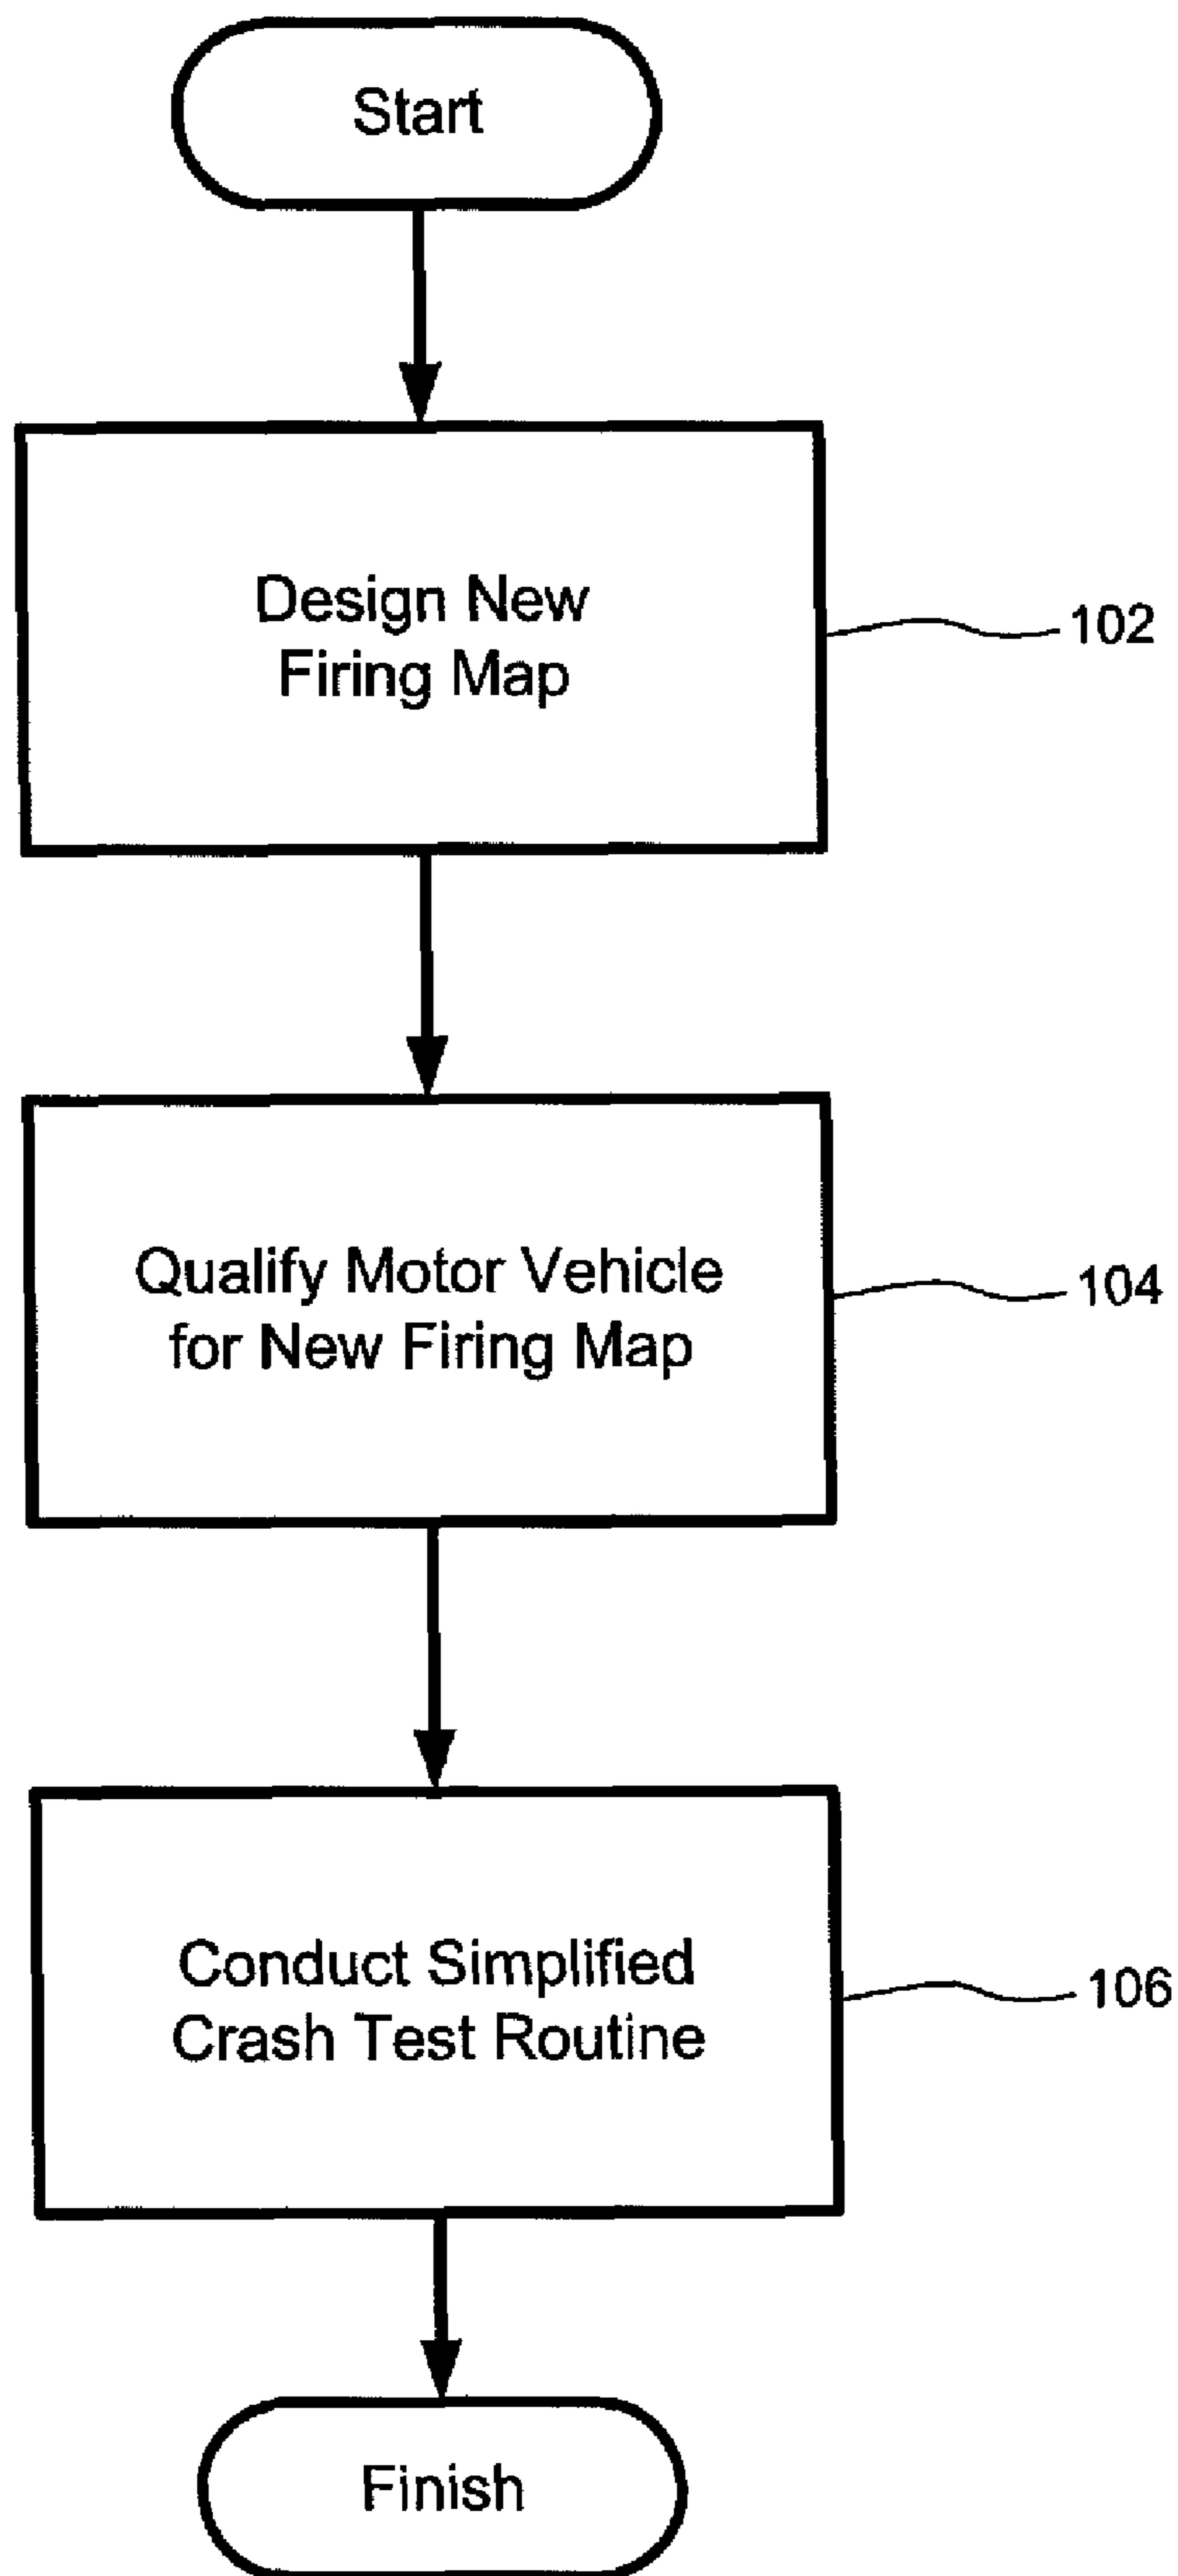 Start
Design New
Firing Map
102
Qualify Motor Vehicle
for New Firing Map
104
Conduct Simplified
Crash Test Routine
106
Finish